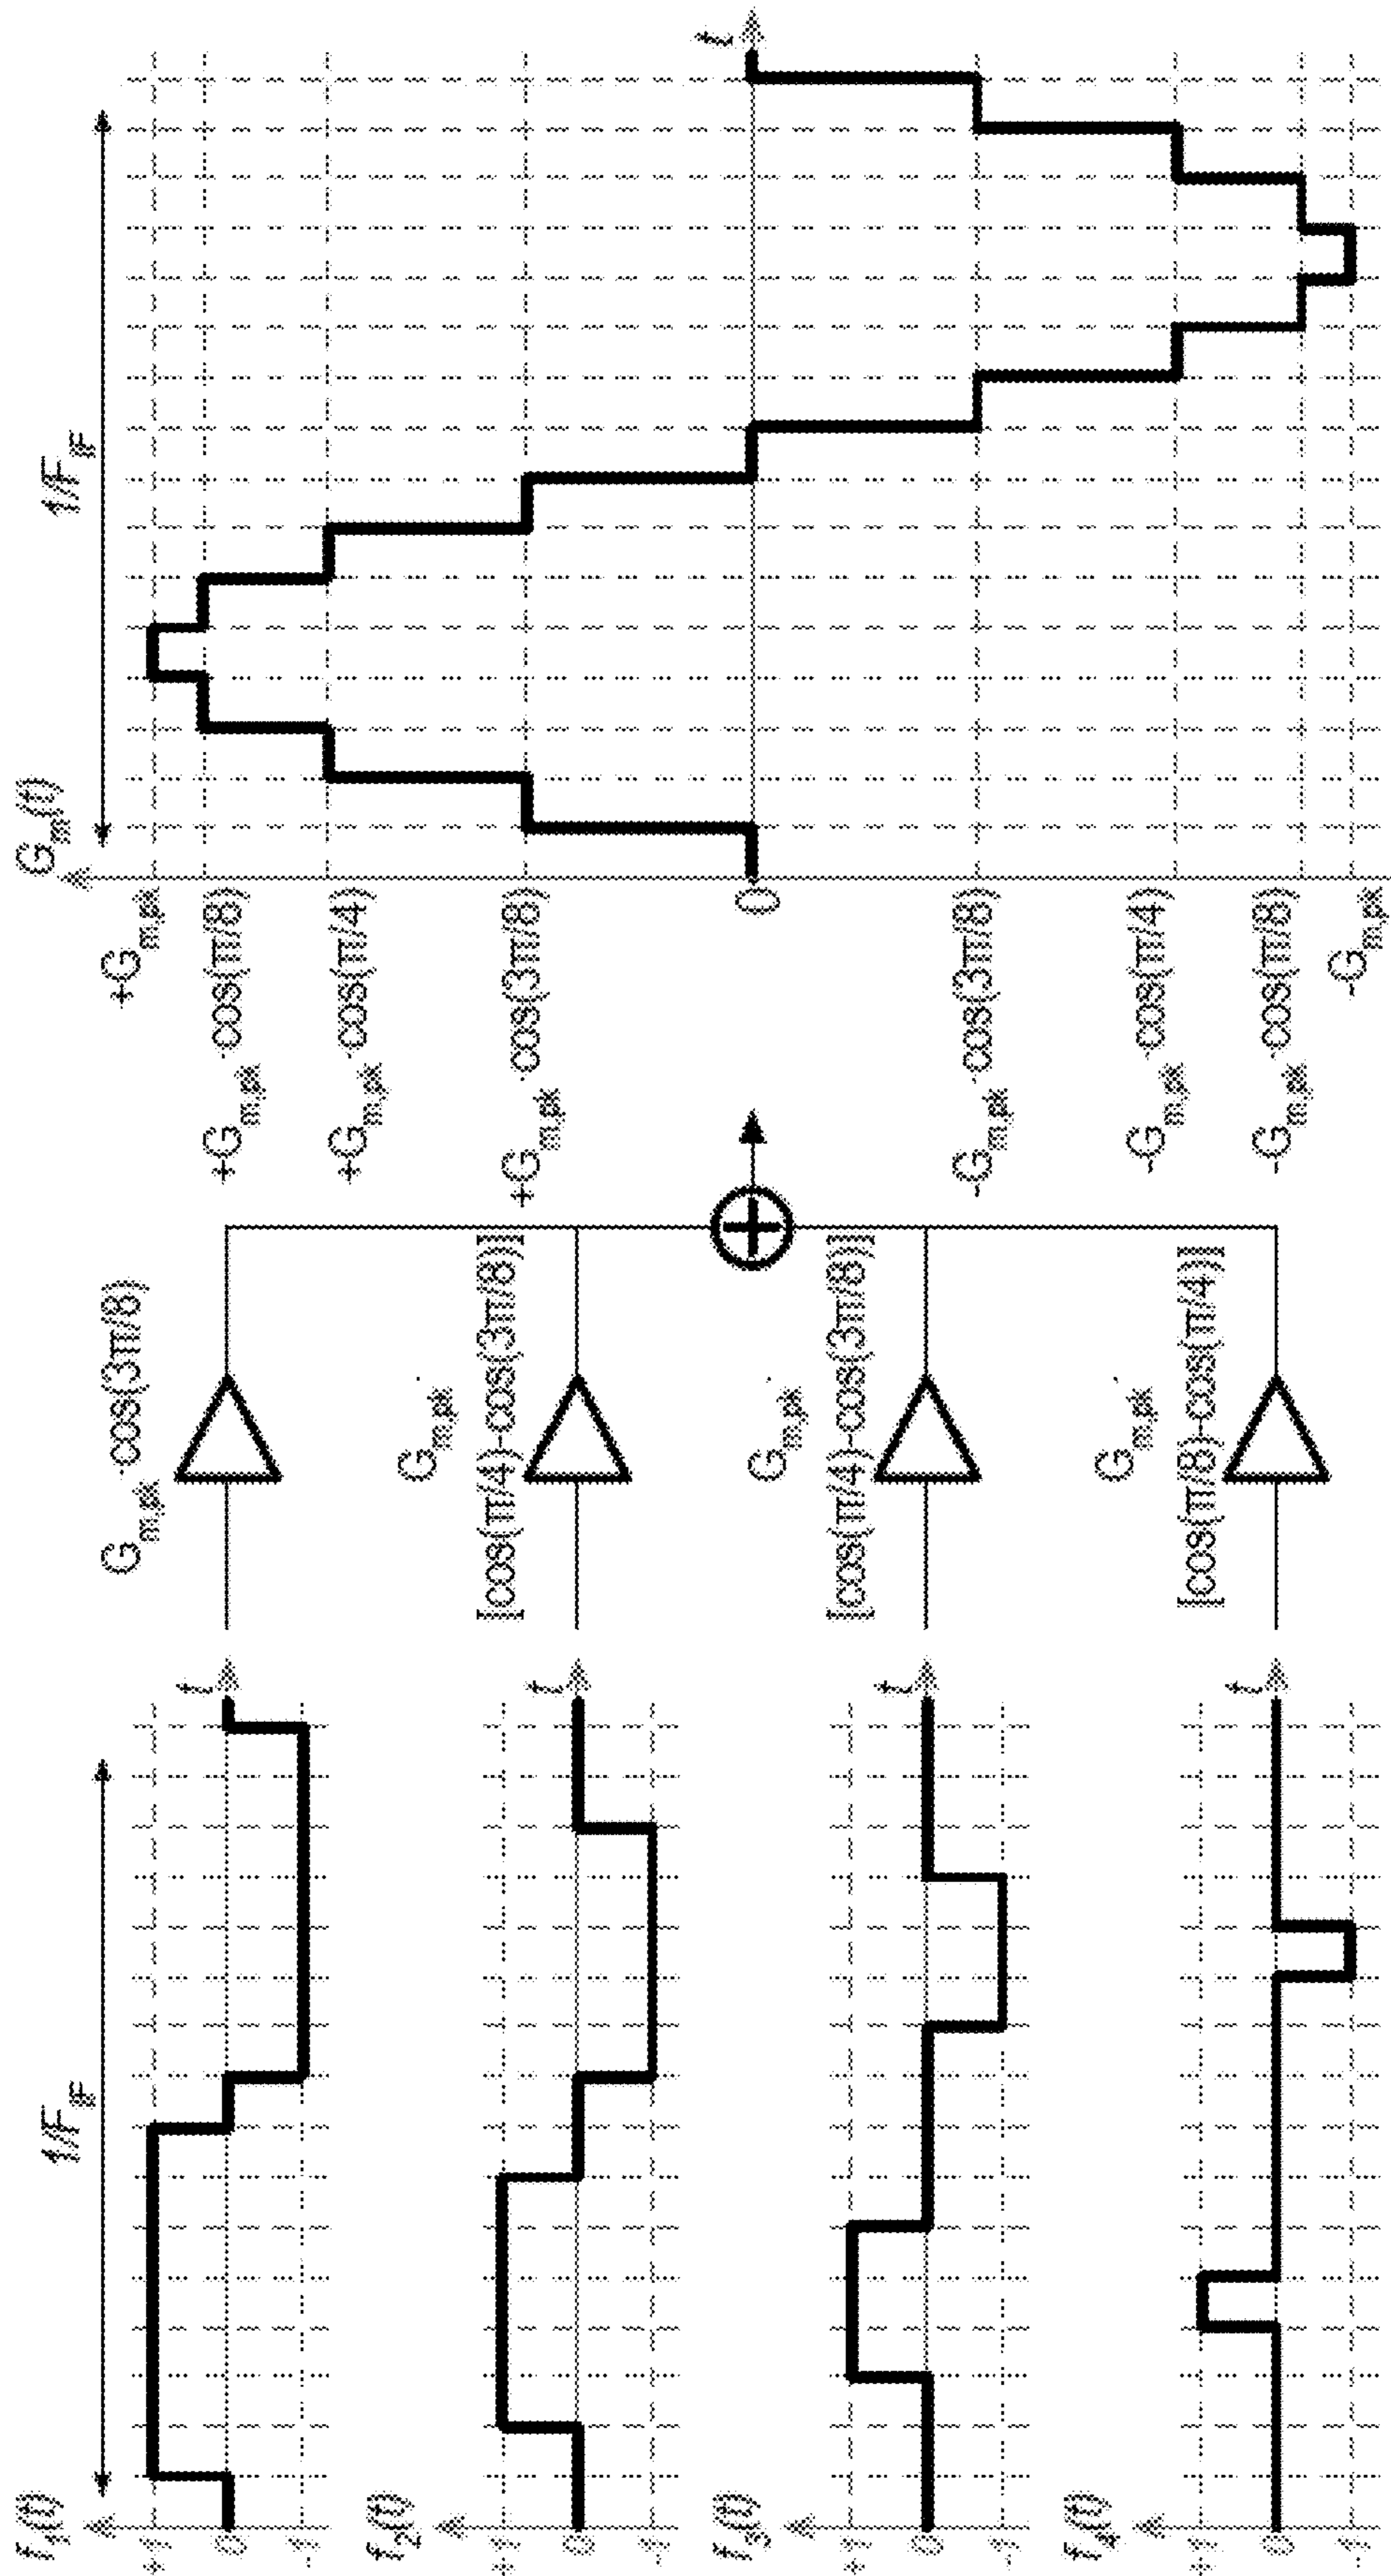 f1(t)
1/FIF
+1
0
-1
t
f2(t)
+1
0
-1
t
f3(t)
+1
0
-1
t
f4(t)
+1
0
-1
t
Gm,pk·cos(3π/8)
Gm,pk·
[cos(π/4)-cos(3π/8)]
Gm,pk·
[cos(π/4)-cos(3π/8)]
Gm,pk·
[cos(π/8)-cos(π/4)]
Gm(t)
1/FIF
+Gm,pk
+Gm,pk·cos(π/8)
+Gm,pk·cos(π/4)
+Gm,pk·cos(3π/8)
0
t
-Gm,pk·cos(3π/8)
-Gm,pk·cos(π/4)
-Gm,pk·cos(π/8)
-Gm,pk